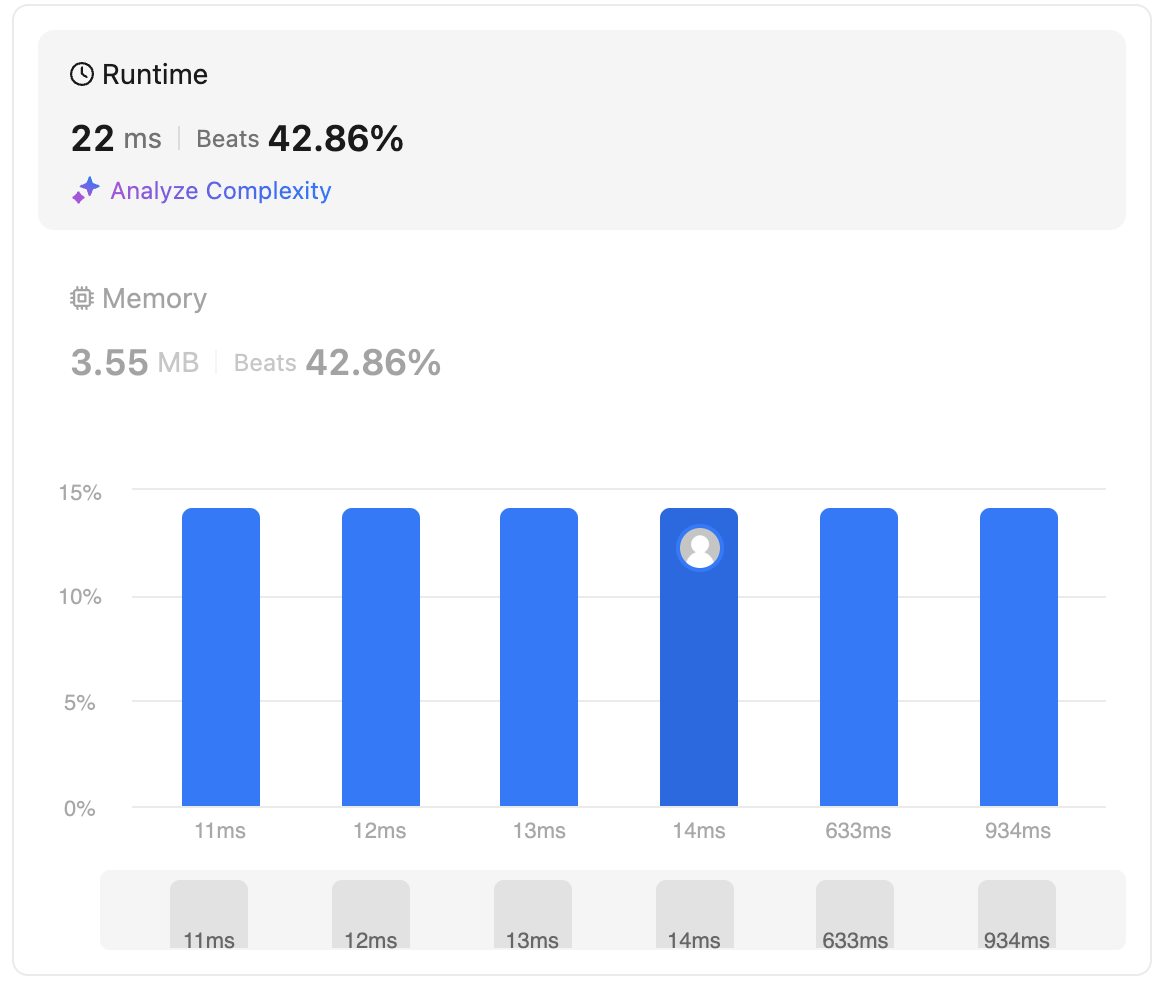 Runtime
22 ms | Beats 42.86%
Analyze Complexity
Memory
3.55 MB | Beats 42.86%
15%
10%
5%
0%
11ms 12ms 13ms 14ms 633ms 934ms
11ms 12ms 13ms 14ms 633ms 934ms